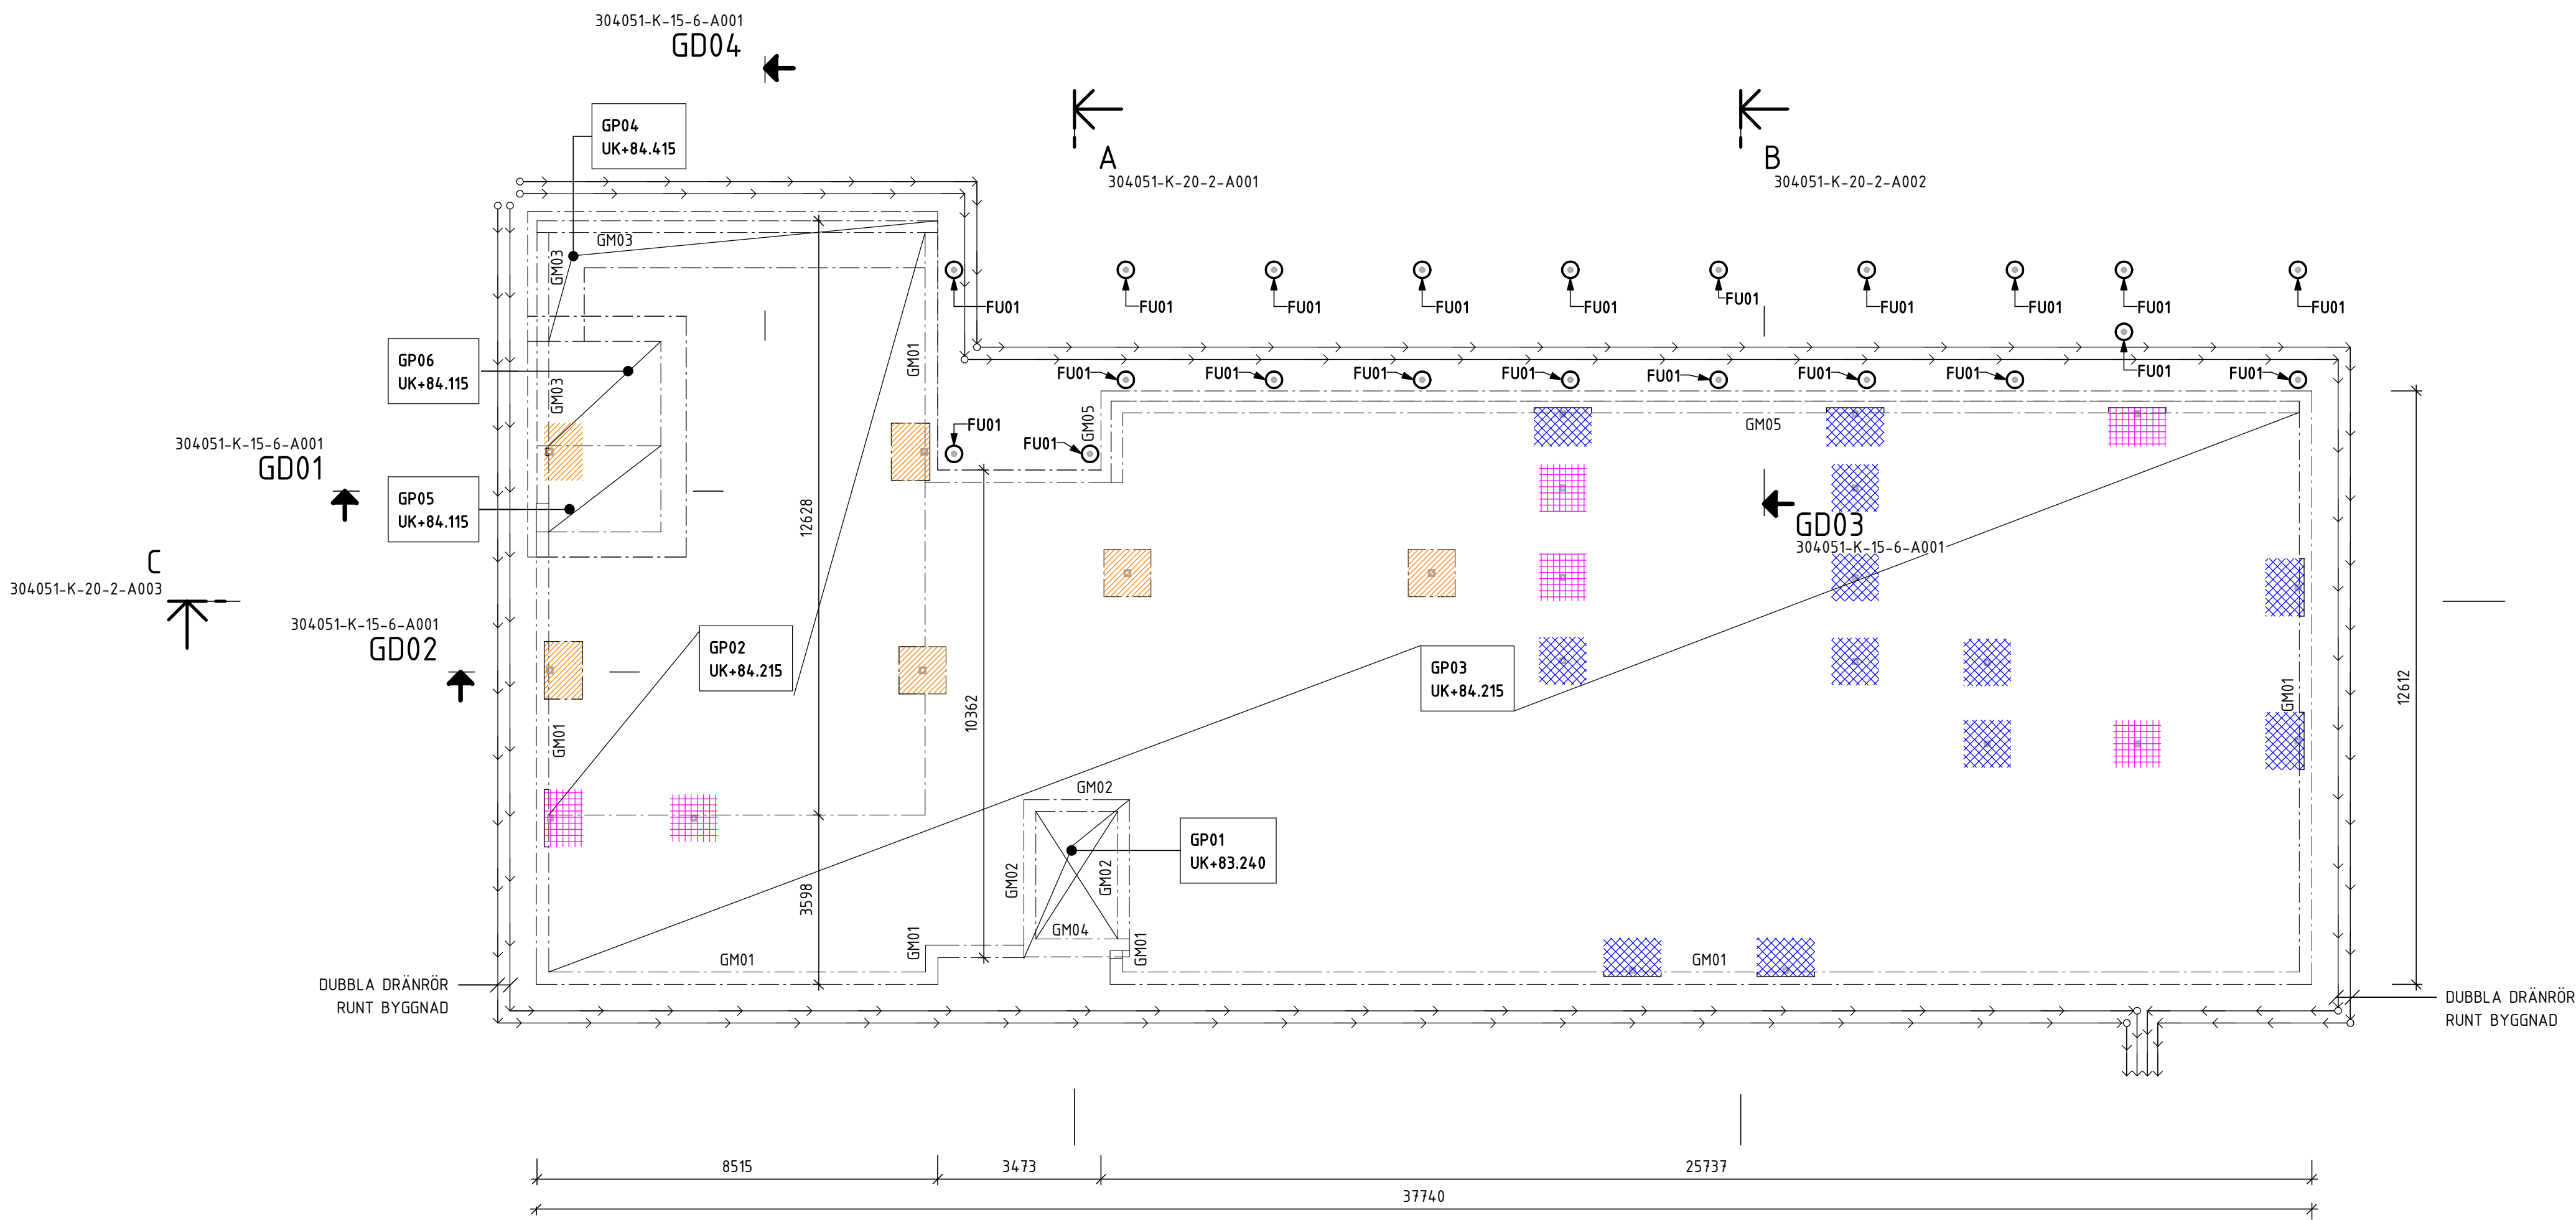 304051-K-15-6-A001
GD04
GP04
UK+84.415
A
304051-K-20-2-A001
B
304051-K-20-2-A002
GM03
GM03
FU01
FU01
FU01
FU01
FU01
FU01
FU01
FU01
FU01
FU01
GM01
GP06
UK+84.115
GM03
FU01
FU01
FU01
FU01
FU01
FU01
FU01
FU01
FU01
FU01
FU01
GM05
GM05
304051-K-15-6-A001
GD01
GP05
UK+84.115
12628
GD03
304051-K-15-6-A001
C
304051-K-20-2-A003
304051-K-15-6-A001
GD02
GP02
UK+84.215
GP03
UK+84.215
GM01
12612
10362
GM01
GM02
GP01
UK+83.240
GM02
GM02
3598
GM04
GM01
GM01
GM01
GM01
DUBBLA DRÄNRÖR
RUNT BYGGNAD
DUBBLA DRÄNRÖR
RUNT BYGGNAD
8515
3473
25737
37740